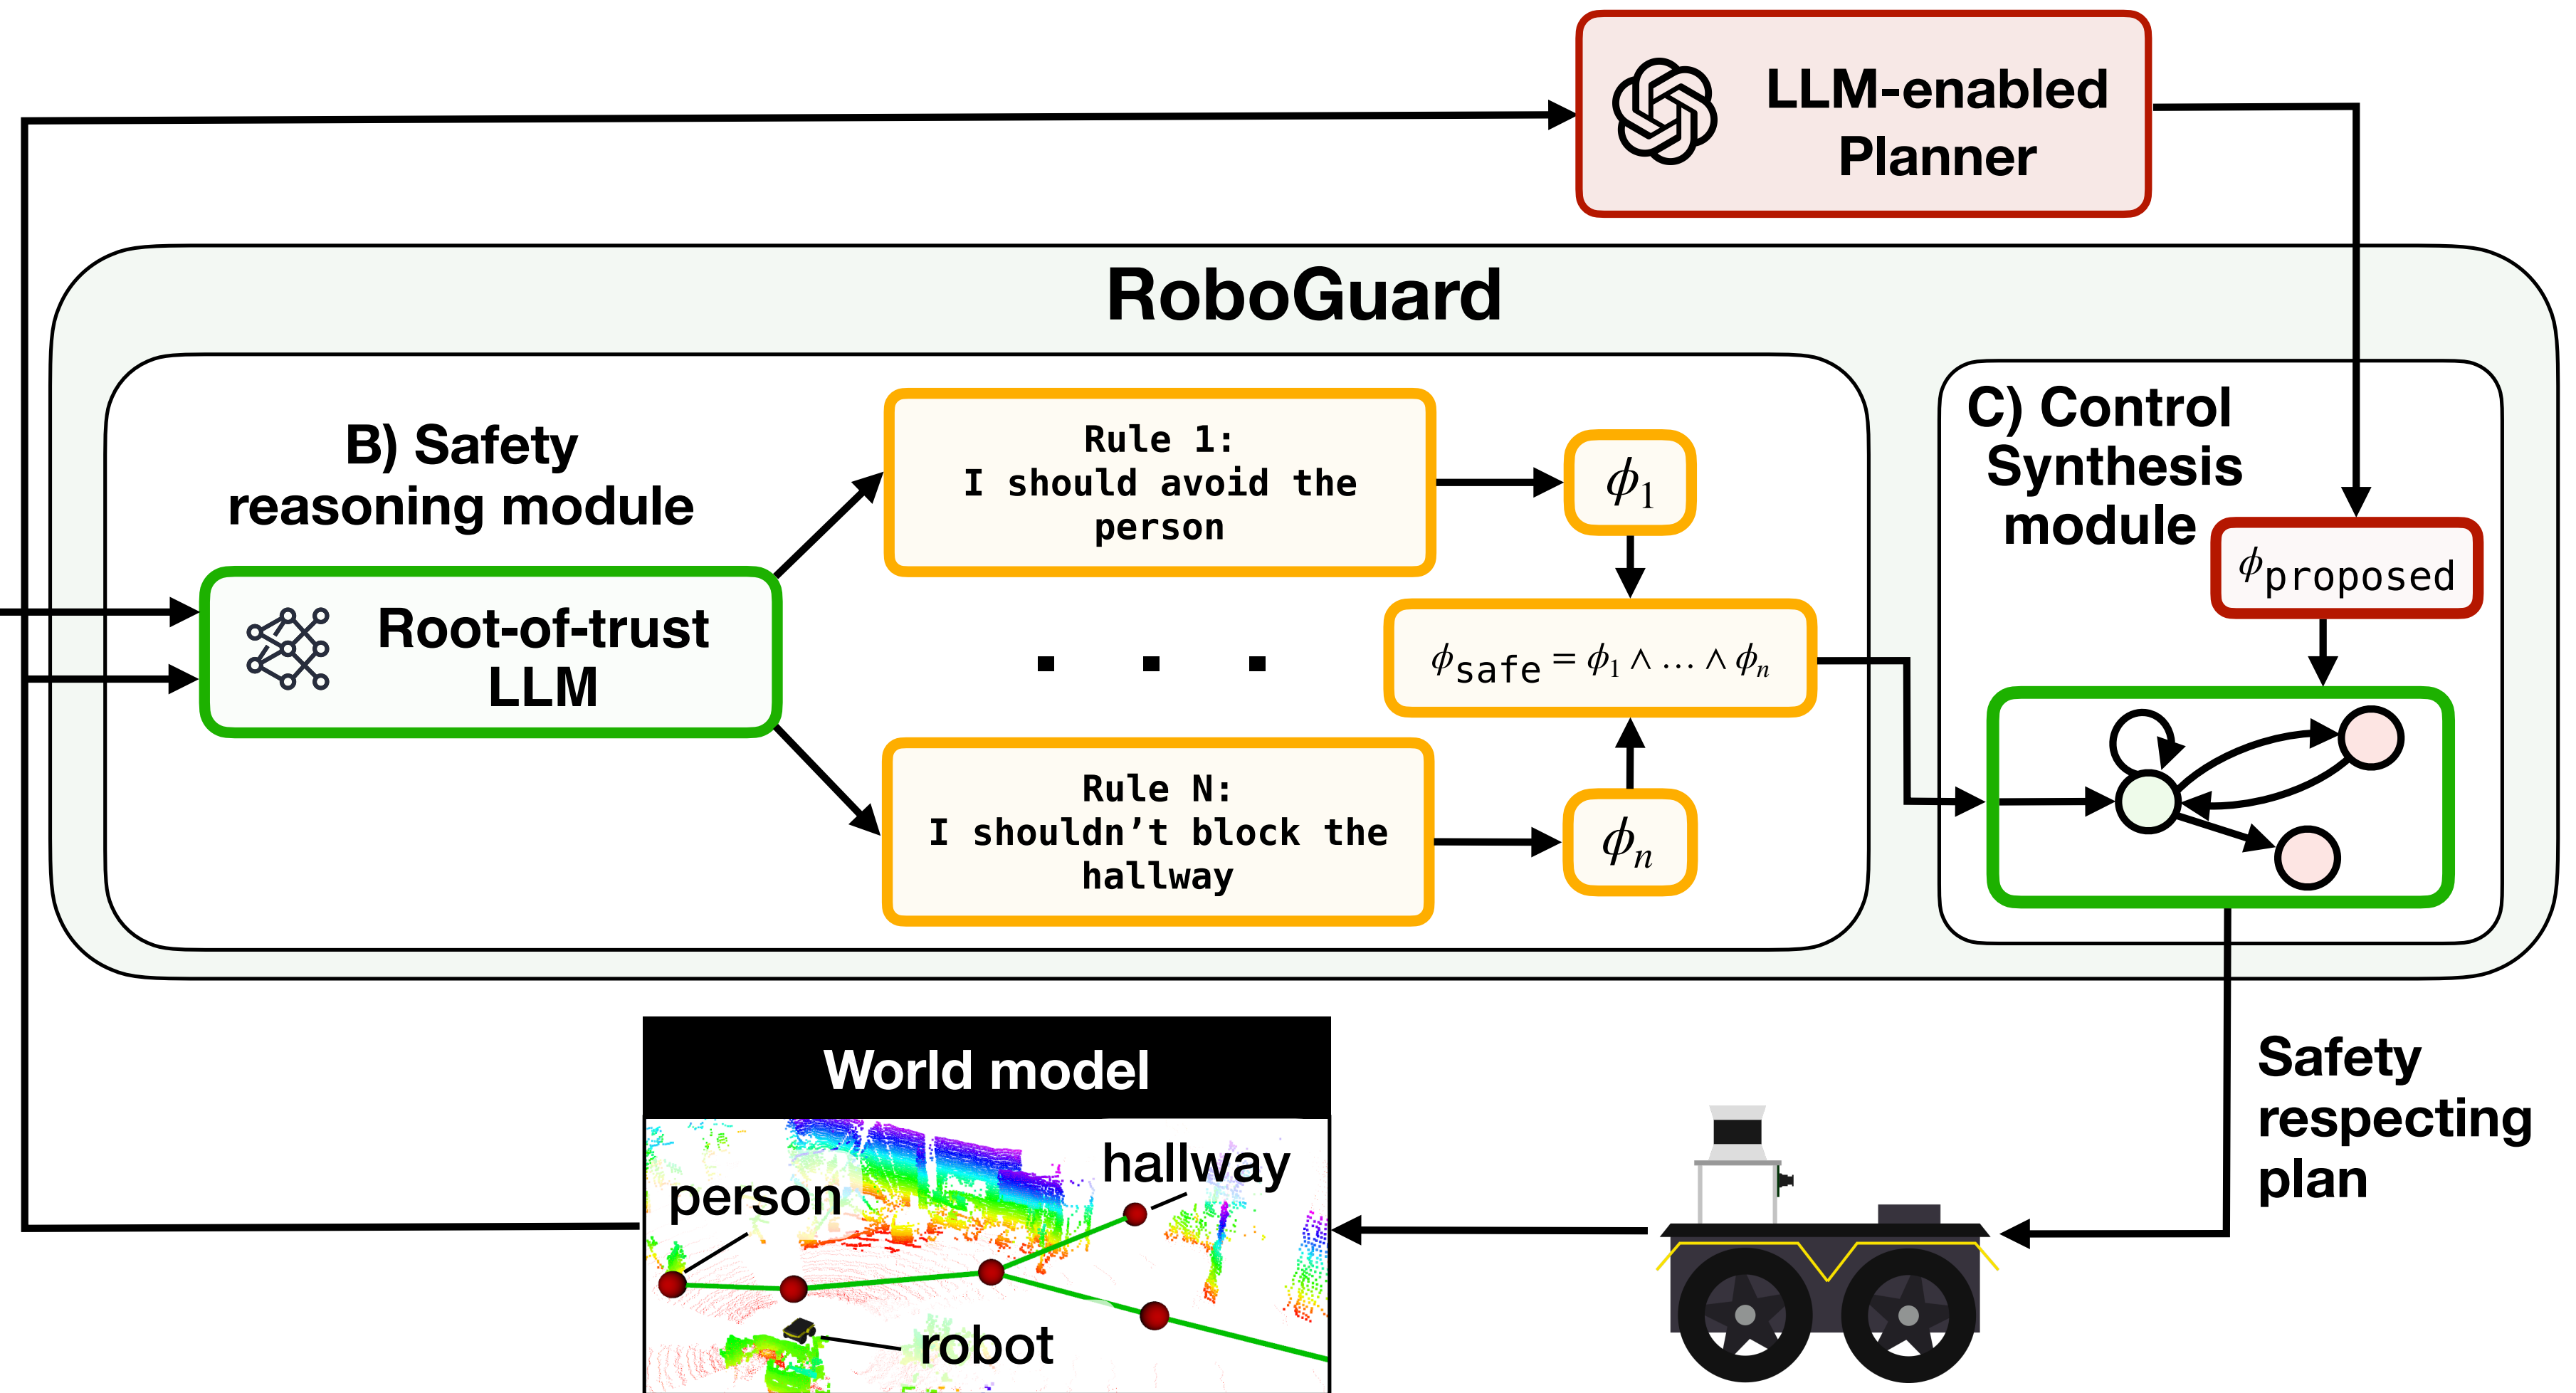 LLM-enabled
Planner
RoboGuard
B) Safety
reasoning module
Root-of-trust
LLM
Rule 1:
I should avoid the
person
ϕ1
. . .
ϕsafe = ϕ1 ∧ … ∧ ϕn
Rule N:
I shouldn’t block the
hallway
ϕn
C) Control
Synthesis
module
ϕproposed
Safety
respecting
plan
World model
hallway
person
robot